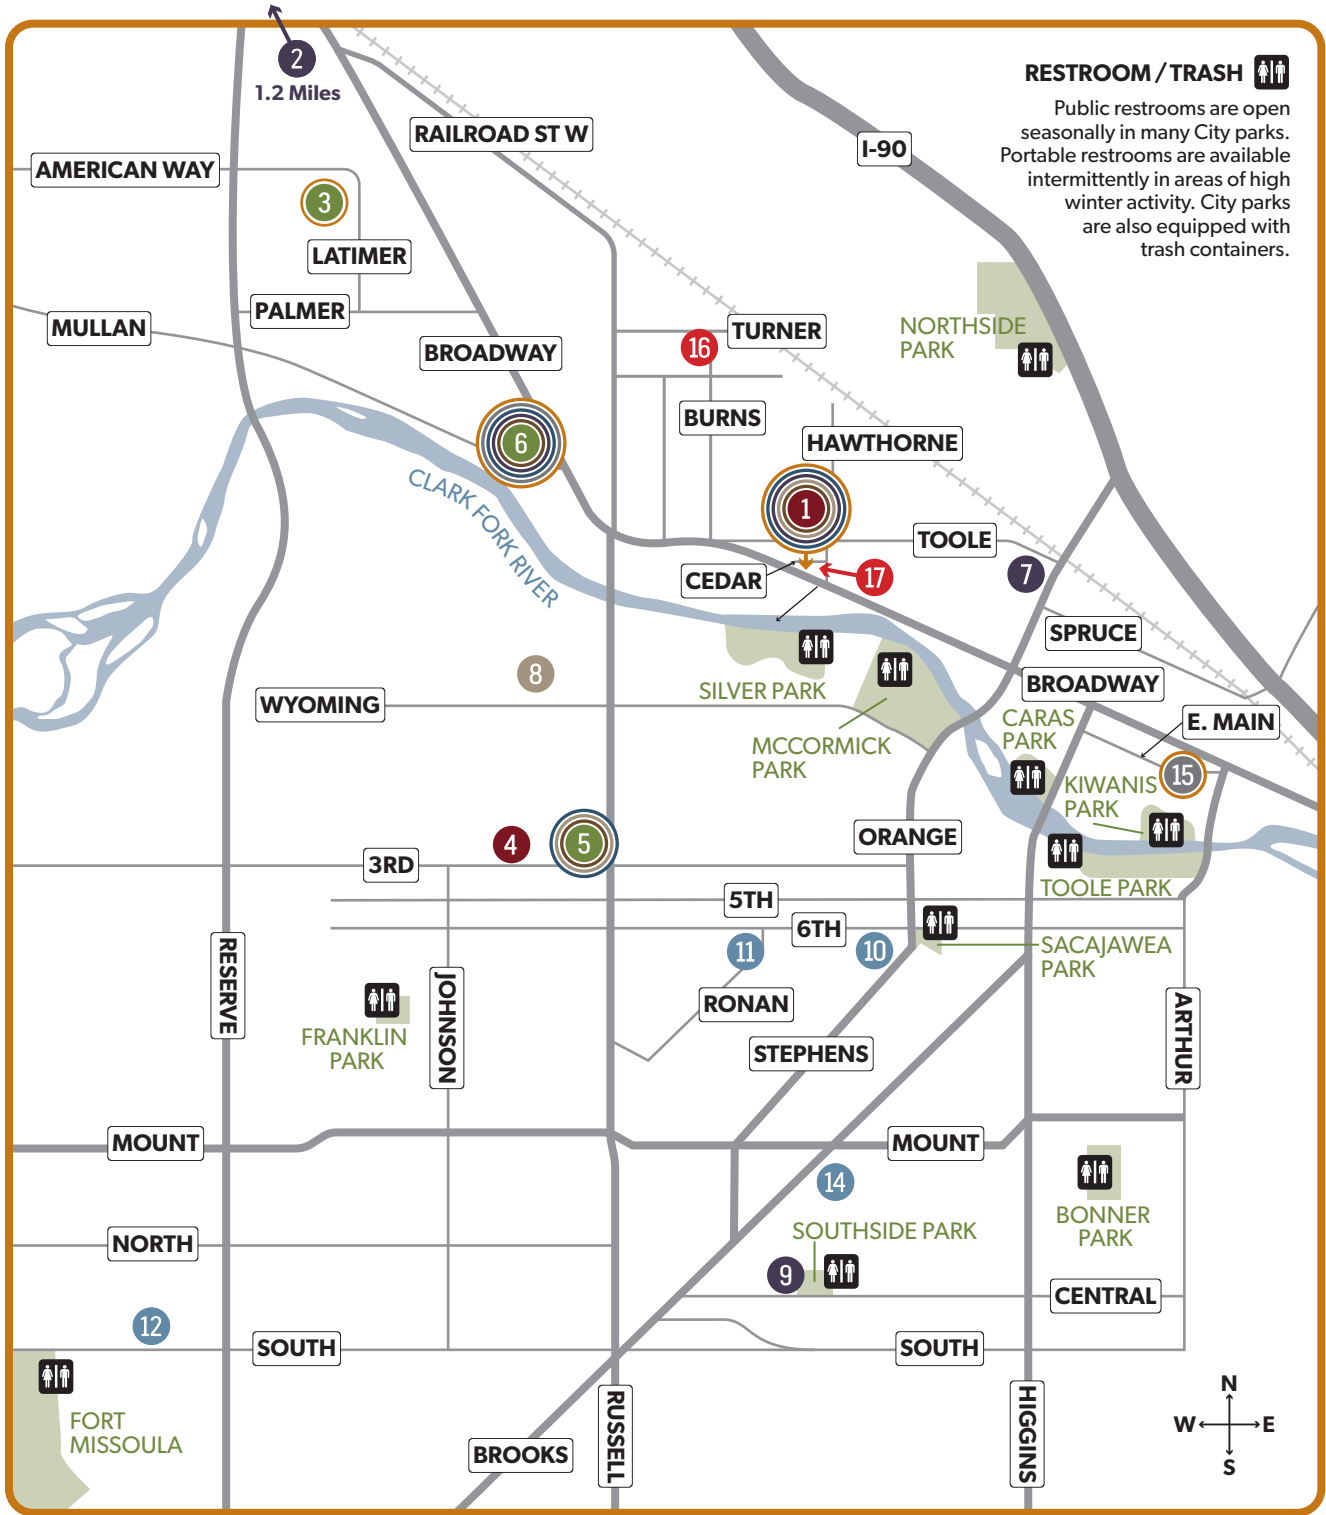 2
1.2 Miles
RESTROOM / TRASH
Public restrooms are open
seasonally in many City parks.
Portable restrooms are available
intermittently in areas of high
winter activity. City parks
are also equipped with
trash containers.
RAILROAD ST W
I-90
AMERICAN WAY
3
LATIMER
PALMER
MULLAN
BROADWAY
TURNER
16
NORTHSIDE
PARK
BURNS
6
HAWTHORNE
CLARK FORK RIVER
1
TOOLE
CEDAR
17
7
SPRUCE
8
SILVER PARK
BROADWAY
WYOMING
CARAS
PARK
E. MAIN
MCCORMICK
PARK
15
KIWANIS
PARK
4
5
ORANGE
3RD
TOOLE PARK
5TH
6TH
11
10
SACAJAWEA
PARK
RESERVE
JOHNSON
RONAN
ARTHUR
FRANKLIN
PARK
STEPHENS
MOUNT
MOUNT
14
BONNER
PARK
SOUTHSIDE PARK
NORTH
9
CENTRAL
12
SOUTH
SOUTH
FORT
MISSOULA
RUSSELL
HIGGINS
BROOKS
N
W
E
S